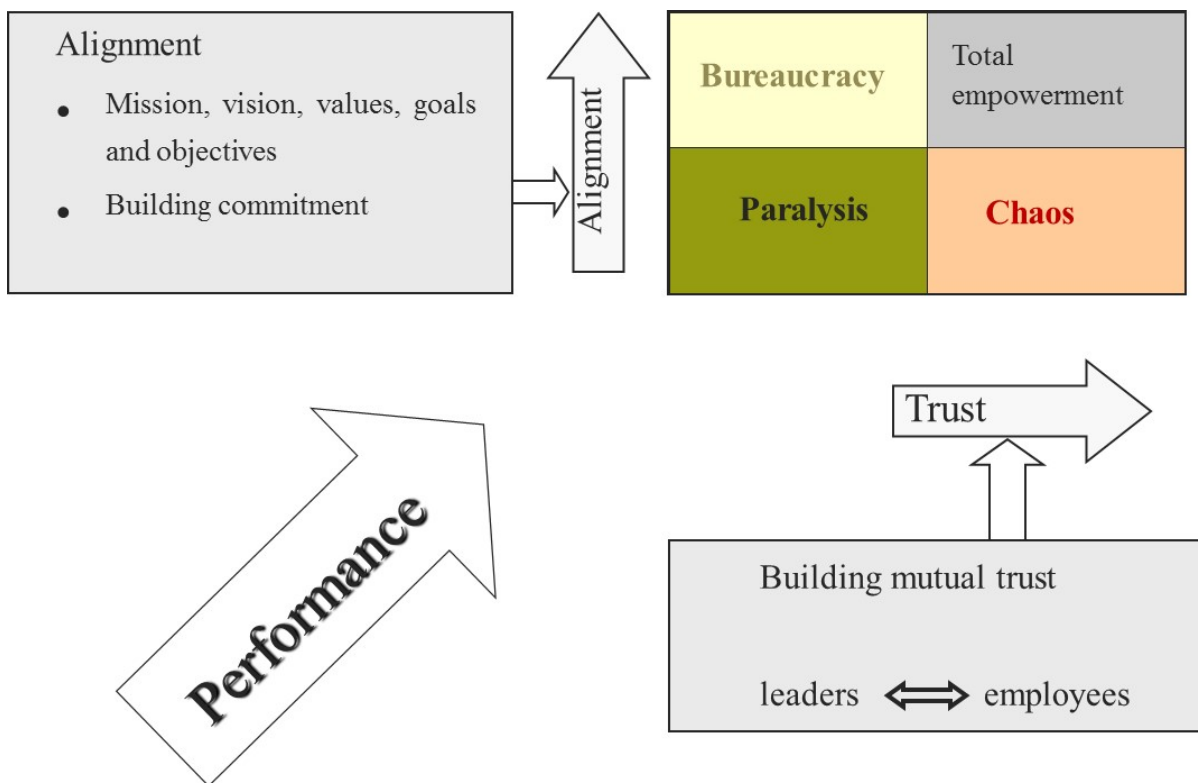 Alignment
• Mission, vision, values, goals
and objectives
• Building commitment
Alignment
Bureaucracy
Total
empowerment
Paralysis
Chaos
Performance
Trust
Building mutual trust
leaders
employees